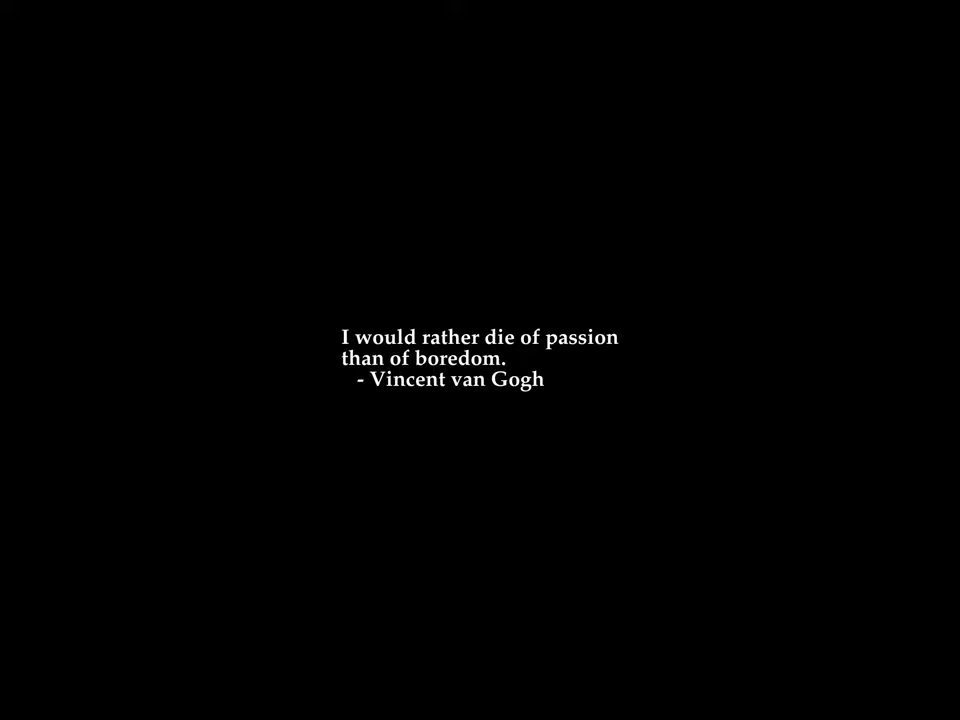 I would rather die of passion
than of boredom.
- Vincent van Gogh